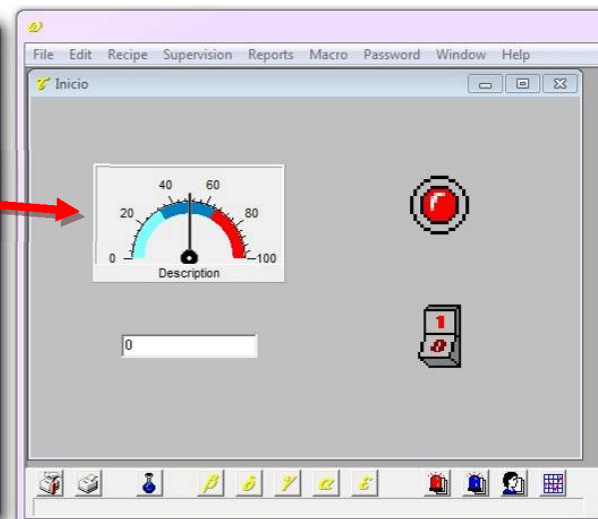 File Edit Recipe Supervision Reports Macro Password Window Help
Inicio
40 60
20 80
0 100
Description
0
1
0
β δ γ α ε